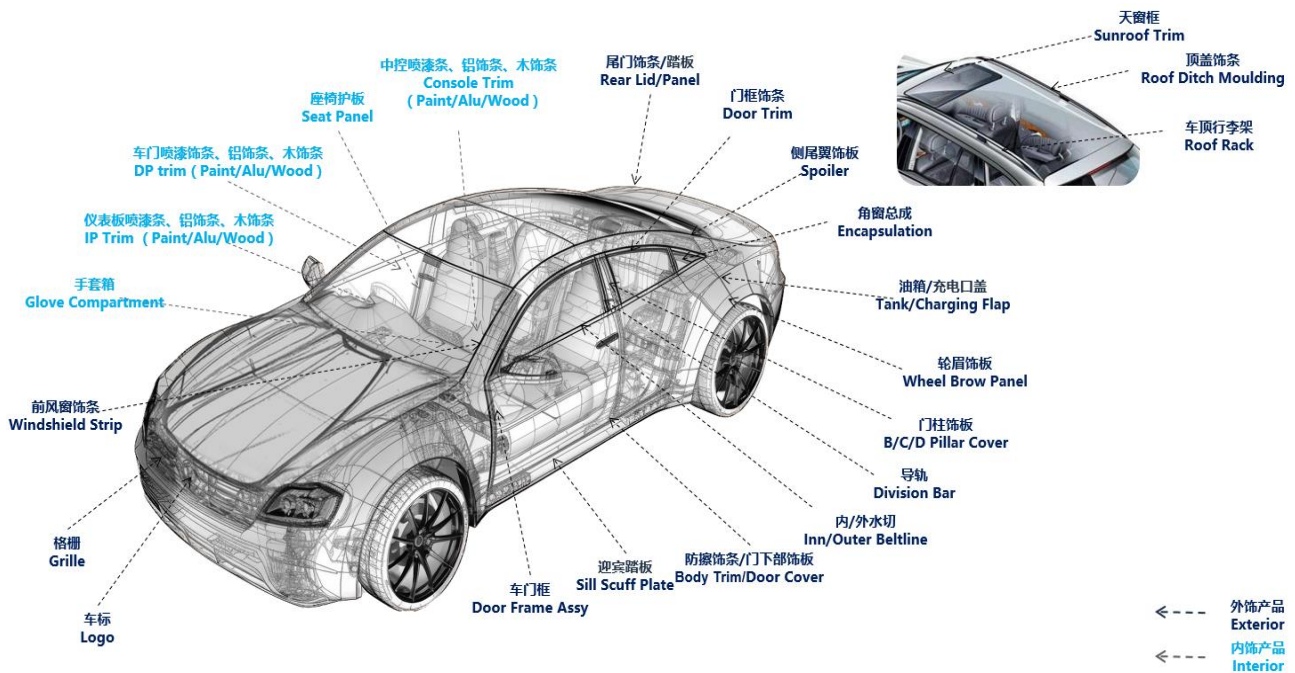 天窗框
Sunroof Trim
顶盖饰条
Roof Ditch Moulding
车顶行李架
Roof Rack
尾门饰条/踏板
Rear Lid/Panel
中控喷漆条、铝饰条、木饰条
Console Trim
( Paint/Alu/Wood )
座椅护板
Seat Panel
门框饰条
Door Trim
车门喷漆饰条、铝饰条、木饰条
DP trim ( Paint/Alu/Wood )
侧尾翼饰板
Spoiler
仪表板喷漆条、铝饰条、木饰条
IP Trim ( Paint/Alu/Wood )
角窗总成
Encapsulation
手套箱
Glove Compartment
油箱/充电口盖
Tank/Charging Flap
轮眉饰板
Wheel Brow Panel
前风窗饰条
Windshield Strip
门柱饰板
B/C/D Pillar Cover
导轨
Division Bar
内/外水切
Inn/Outer Beltline
格栅
Grille
防擦饰条/门下部饰板
Body Trim/Door Cover
迎宾踏板
Sill Scuff Plate
车门框
Door Frame Assy
车标
Logo
外饰产品
Exterior
内饰产品
Interior